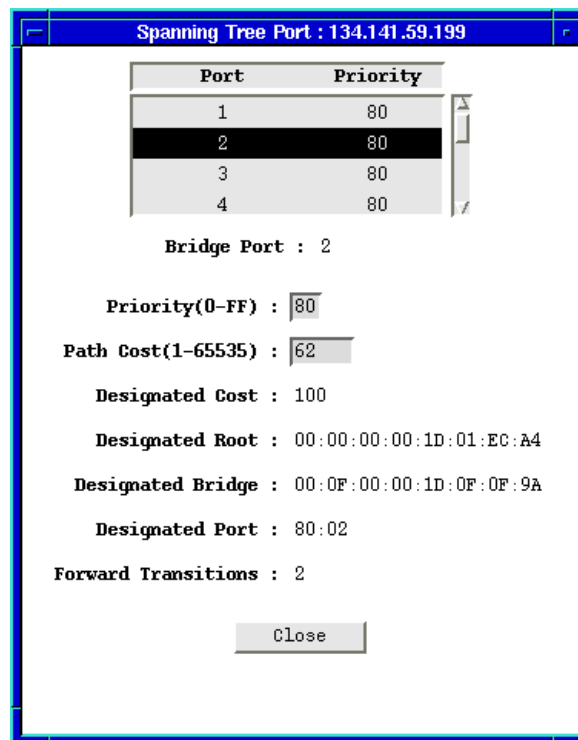 Spanning Tree Port : 134.141.59.199
Port Priority
1 80
2 80
3 80
4 80
Bridge Port : 2
Priority(0-FF) : 80
Path Cost(1-65535) : 62
Designated Cost : 100
Designated Root : 00:00:00:00:1D:01:EC:A4
Designated Bridge : 00:0F:00:00:1D:0F:0F:9A
Designated Port : 80:02
Forward Transitions : 2
Close